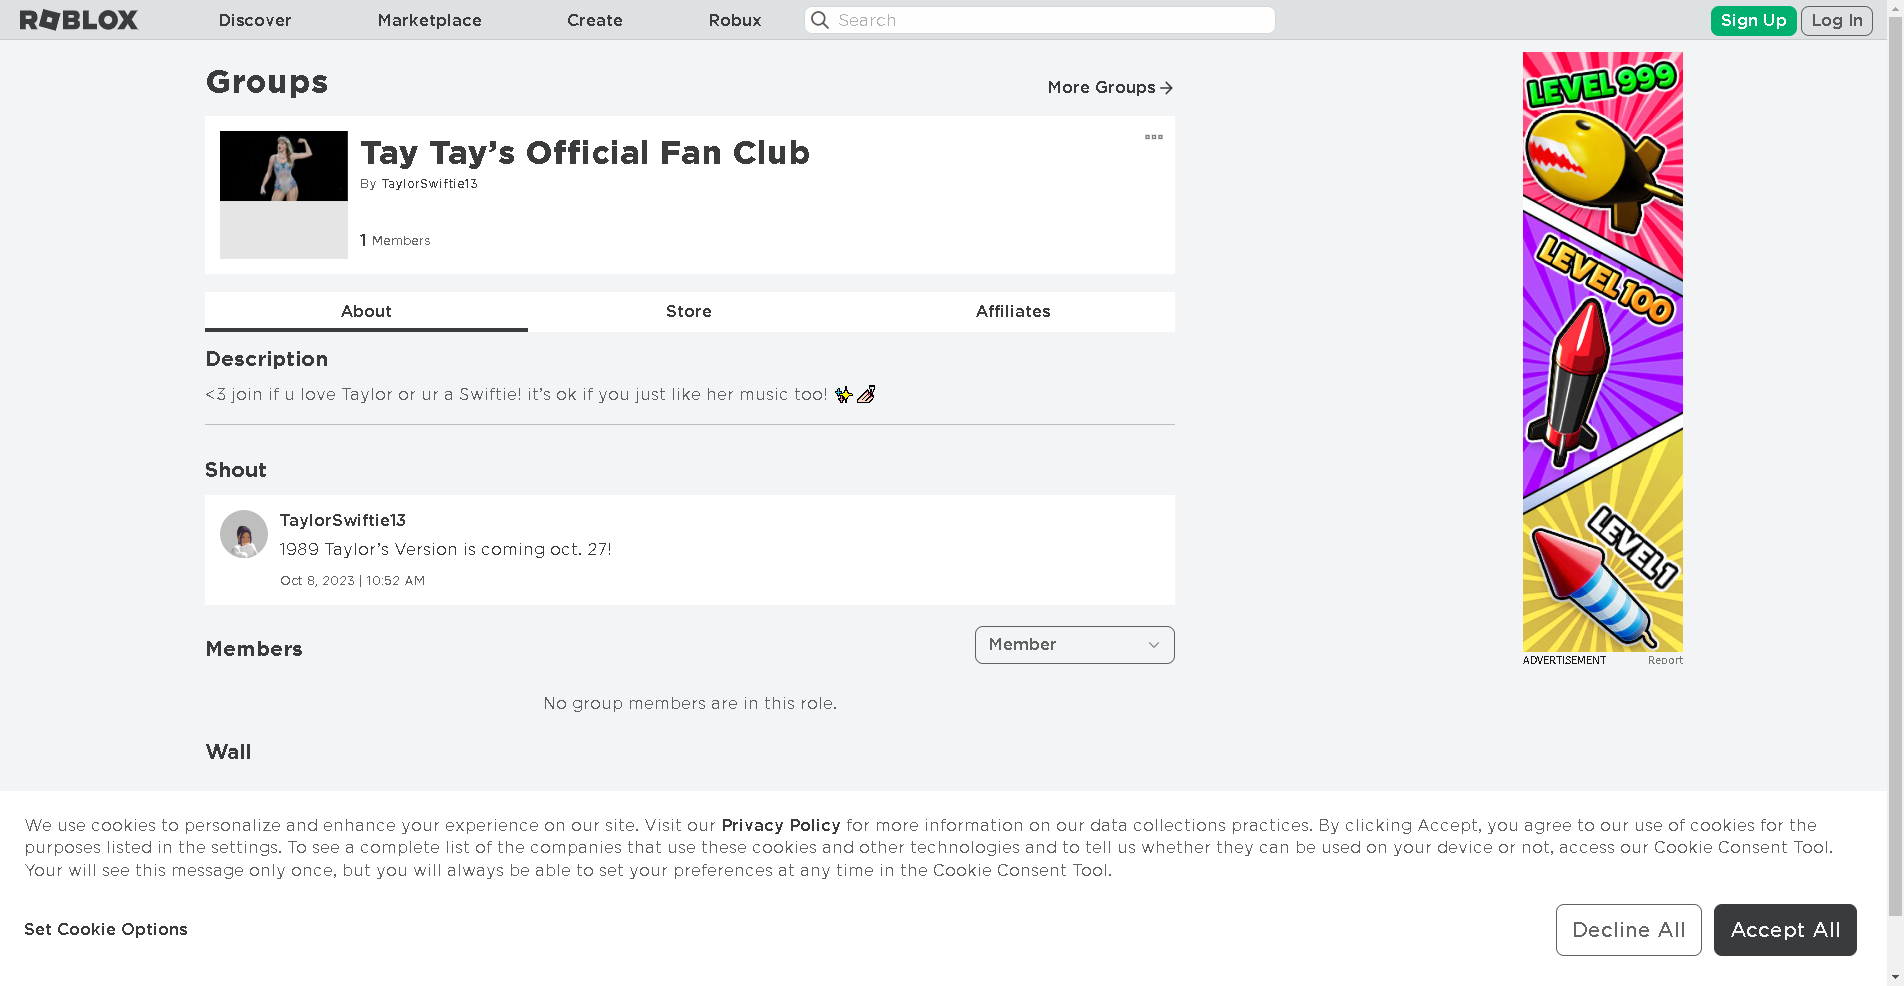 ROBLOX
Discover
Marketplace
Create
Robux
Search
Sign Up
Log In
Groups
More Groups
Tay Tay’s Official Fan Club
By TaylorSwiftie13
1 Members
About
Store
Affiliates
Description
<3 join if u love Taylor or ur a Swiftie! it’s ok if you just like her music too! ✨💅
Shout
TaylorSwiftie13
1989 Taylor’s Version is coming oct. 27!
Oct 8, 2023 | 10:52 AM
Members
Member
No group members are in this role.
Wall
LEVEL 999
LEVEL 100
LEVEL 1
ADVERTISEMENT
Report
We use cookies to personalize and enhance your experience on our site. Visit our Privacy Policy for more information on our data collections practices. By clicking Accept, you agree to our use of cookies for the
purposes listed in the settings. To see a complete list of the companies that use these cookies and other technologies and to tell us whether they can be used on your device or not, access our Cookie Consent Tool.
Your will see this message only once, but you will always be able to set your preferences at any time in the Cookie Consent Tool.
Set Cookie Options
Decline All
Accept All